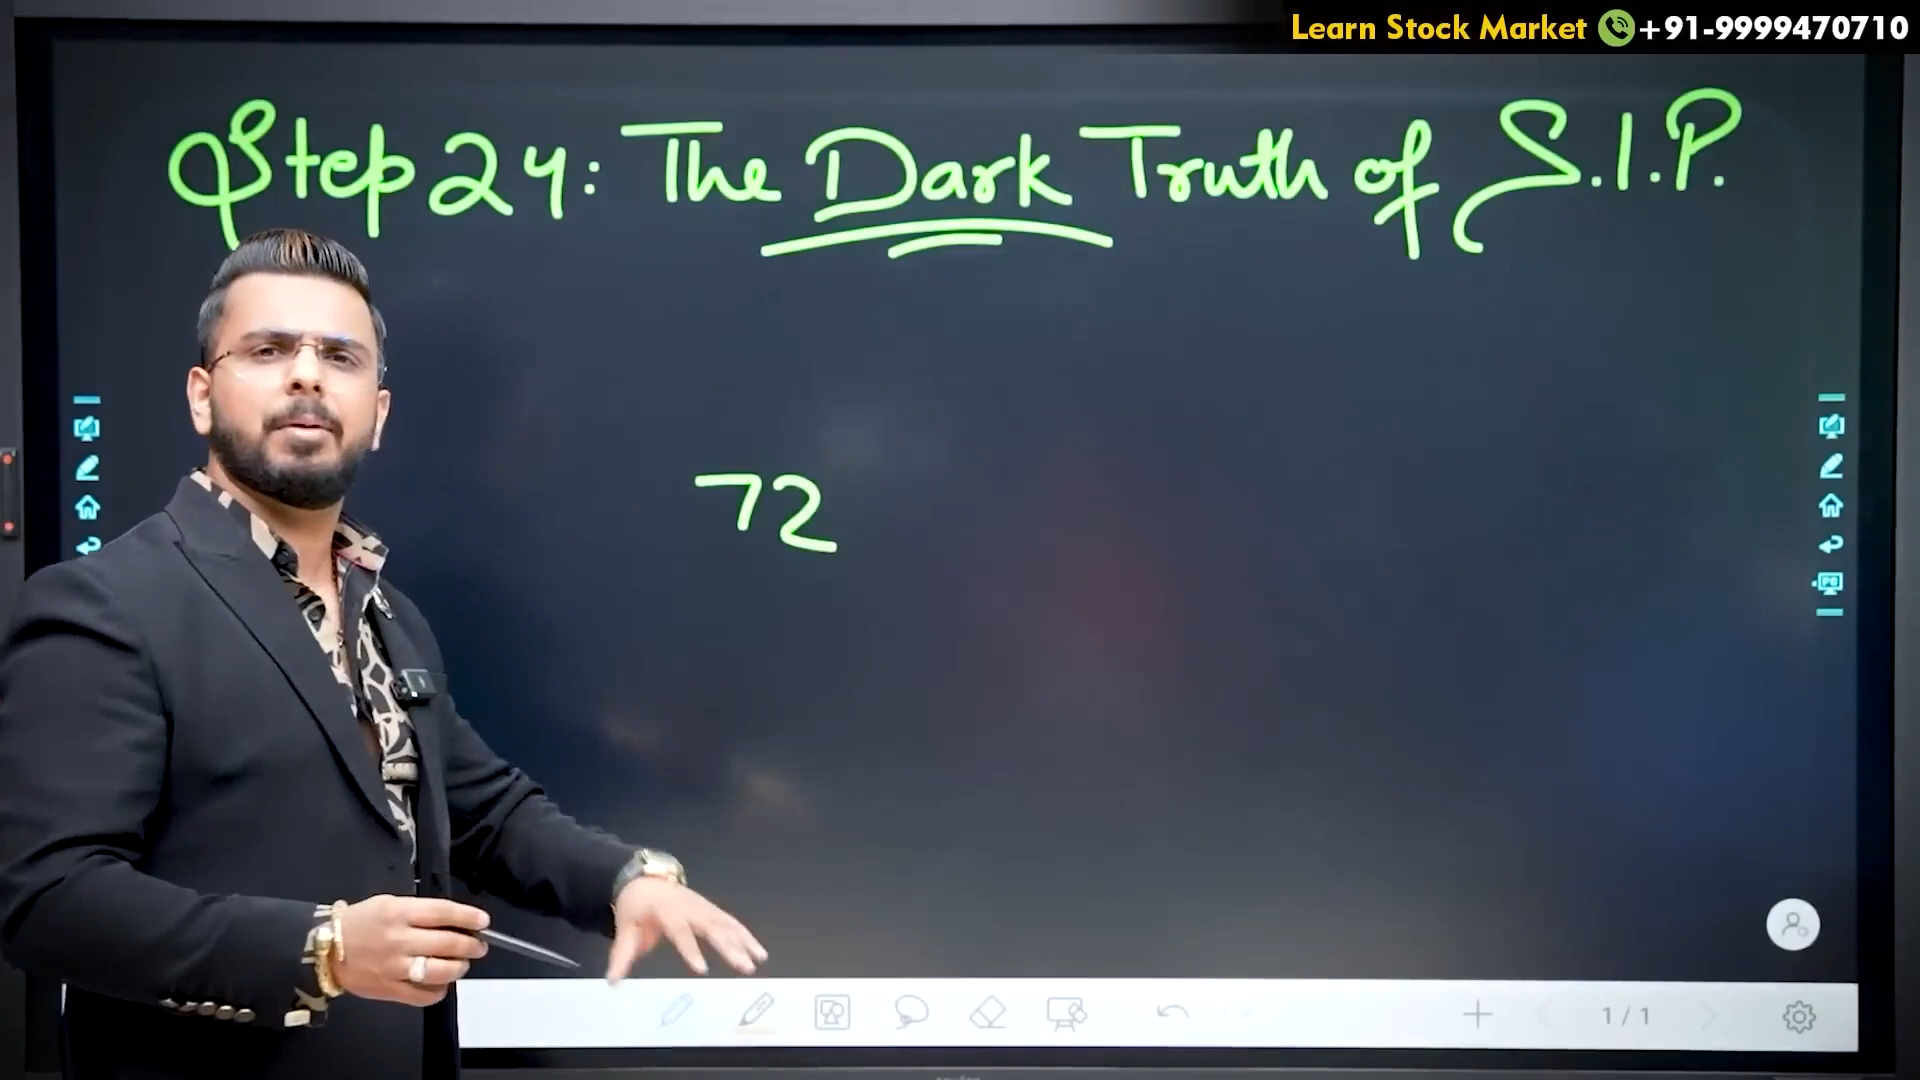 Learn Stock Market +91-9999470710
Step 24: The Dark Truth of S.I.P.
72
1/1